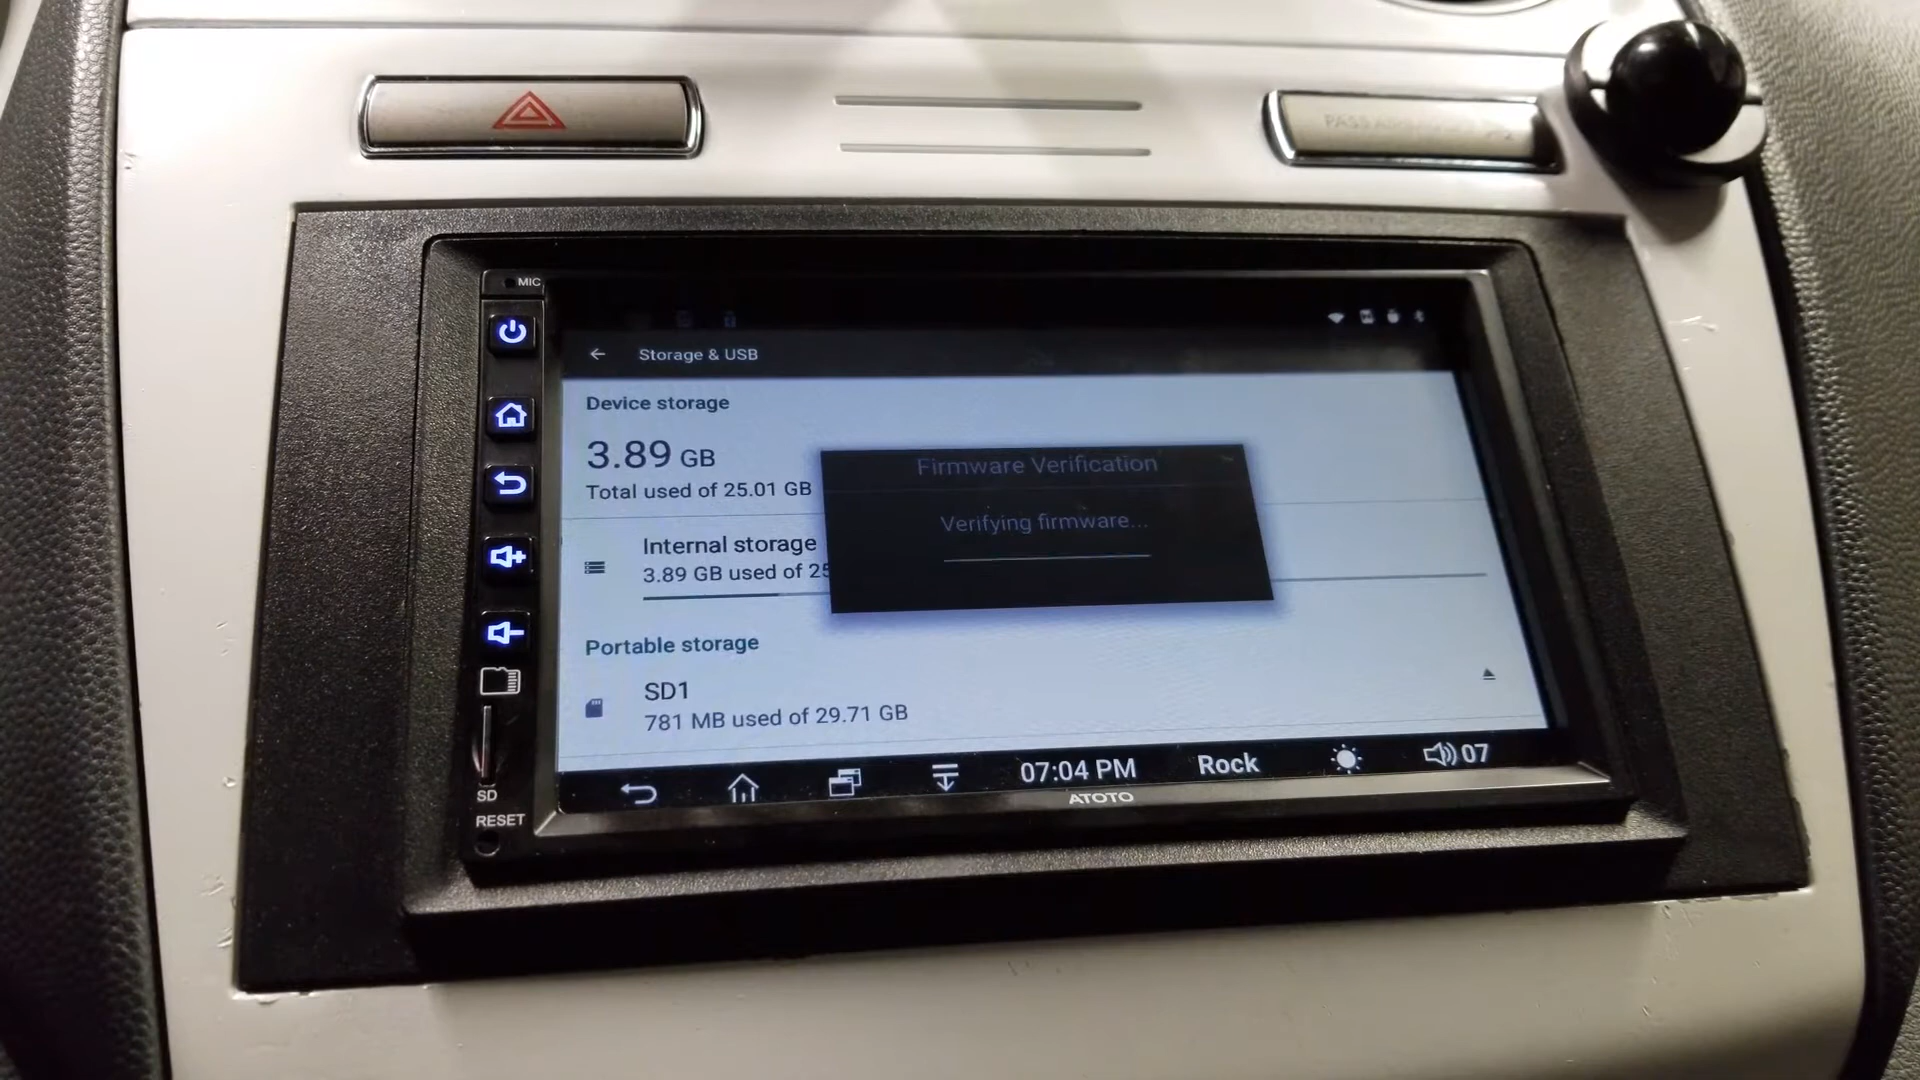 MIC
Storage & USB
Device storage
3.89 GB
Total used of 25.01 GB
Firmware Verification
Verifying firmware...
Internal storage
3.89 GB used of 25
Portable storage
SD1
781 MB used of 29.71 GB
07:04 PM
Rock
07
ATOTO
SD
RESET